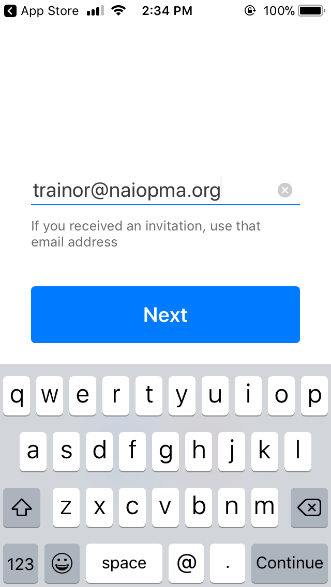 App Store 2:34 PM 100%
trainor@naiopma.org
If you received an invitation, use that
email address
Next
q w e r t y u i o p
a s d f g h j k l
z x c v b n m
123 space @ . Continue